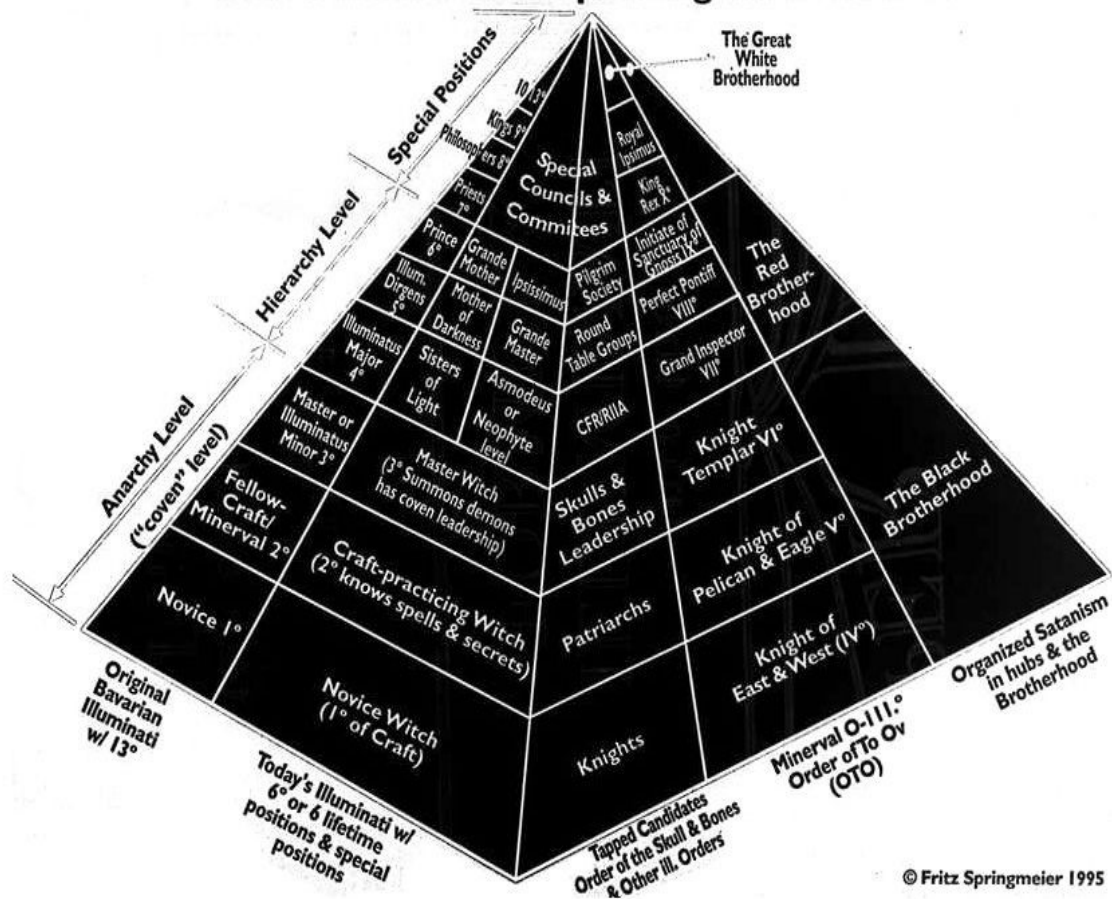 The Great
White
Brotherhood
Special Positions
Hierarchy Level
Anarchy Level
("coven" level)
10 13°
Kings 9°
Philosophers 8°
Priests
7°
Prince
6°
Illum.
Dirgens
5°
Illuminatus
Major
4°
Master or
Illuminatus
Minor 3°
Fellow-
Craft/
Minerval 2°
Novice 1°
Special
Councils &
Commitees
Grande
Mother
Ipsissimus
Mother
of
Darkness
Grande
Master
Sisters
of
Light
Asmodeus
or
Neophyte
level
Master Witch
(3° Summons demons
has coven leadership)
Craft-practicing Witch
(2° knows spells & secrets)
Novice Witch
(1° of Craft)
Pilgrim
Society
Round
Table Groups
CFR/RIIA
Skulls &
Bones
Leadership
Patriarchs
Knights
Royal
Ipsimus
King
Rex X°
Initiate of
Sanctuary of
Gnosis IX°
Perfect Pontiff
VIII°
Grand Inspector
VII°
Knight
Templar VI°
Knight of
Pelican & Eagle V°
Knight of
East & West (IV°)
The
Red
Brother-
hood
The Black
Brotherhood
Original
Bavarian
Illuminati
w/ 13°
Today's Illuminati w/
6° or 6 lifetime
positions & special
positions
Tapped Candidates
Order of the Skull & Bones
& Other ill. Orders
Minerval O-111.°
Order of To Ov
(OTO)
Organized Satanism
in hubs & the
Brotherhood
© Fritz Springmeier 1995